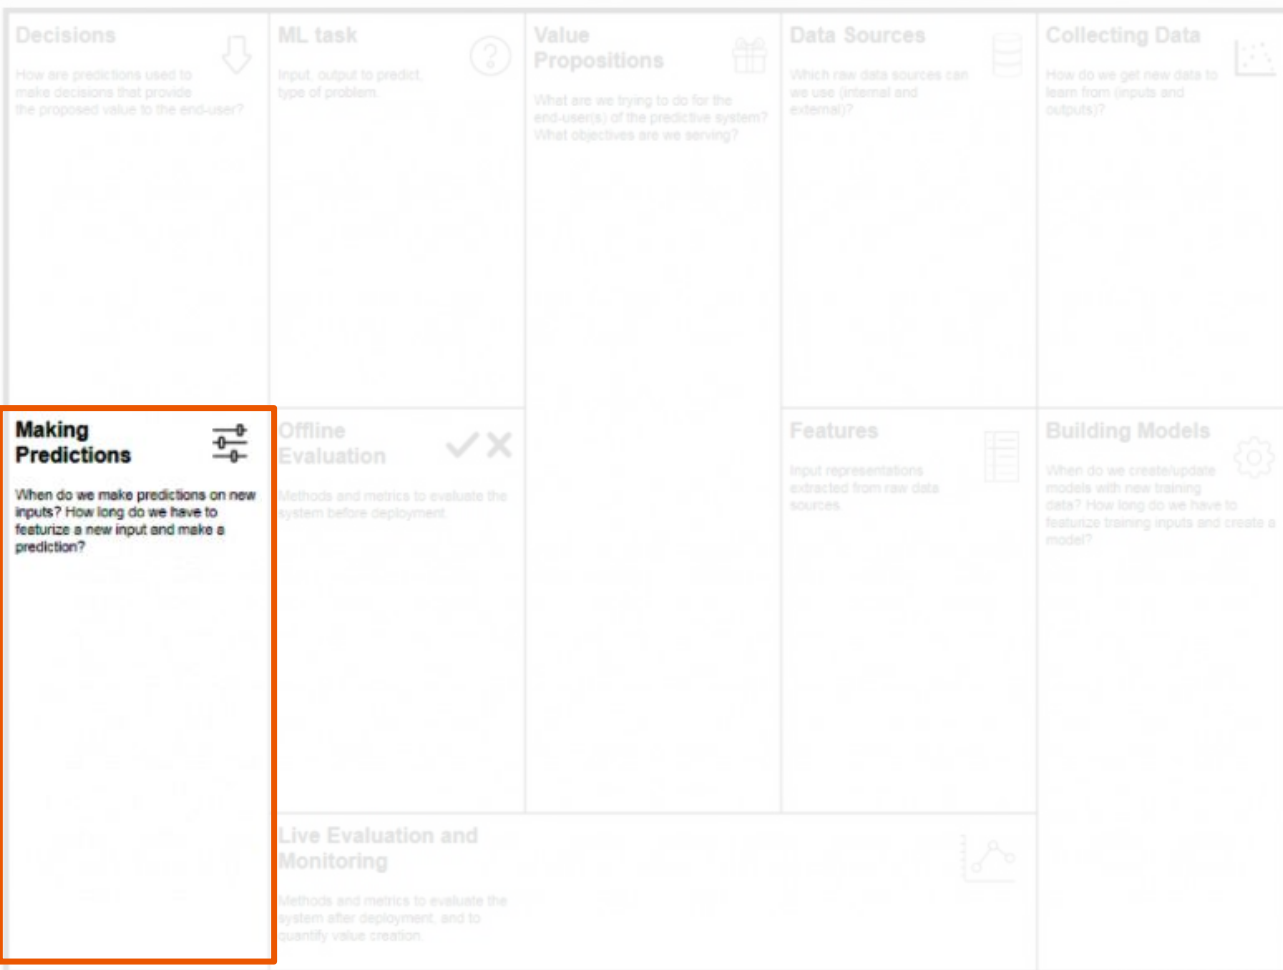 Decisions
How are predictions used to
make decisions that provide
the proposed value to the end-user?
ML task
Input, output to predict,
type of problem.
Value
Propositions
What are we trying to do for the
end-user(s) of the predictive system?
What objectives are we serving?
Data Sources
Which raw data sources can
we use (internal and
external)?
Collecting Data
How do we get new data to
learn from (inputs and
outputs)?
Making
Predictions
When do we make predictions on new
inputs? How long do we have to
featurize a new input and make a
prediction?
Offline
Evaluation
Methods and metrics to evaluate the
system before deployment.
Features
Input representations
extracted from raw data
sources.
Building Models
When do we create/update
models with new training
data? How long do we have to
featurize training inputs and create a
model?
Live Evaluation and
Monitoring
Methods and metrics to evaluate the
system after deployment, and to
quantify value creation.